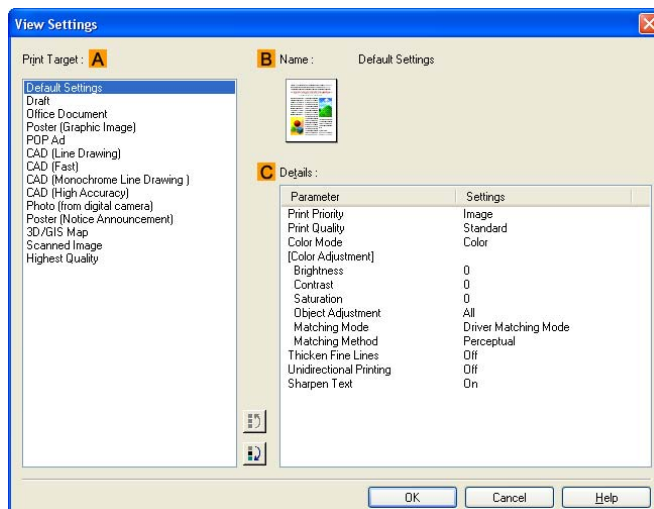 View Settings
Print Target : A
Default Settings
Draft
Office Document
Poster (Graphic Image)
POP Ad
CAD (Line Drawing)
CAD (Fast)
CAD (Monochrome Line Drawing )
CAD (High Accuracy)
Photo (from digital camera)
Poster (Notice Announcement)
3D/GIS Map
Scanned Image
Highest Quality
B Name : Default Settings
C Details :
Parameter Settings
Print Priority Image
Print Quality Standard
Color Mode Color
[Color Adjustment]
Brightness 0
Contrast 0
Saturation 0
Object Adjustment All
Matching Mode Driver Matching Mode
Matching Method Perceptual
Thicken Fine Lines Off
Unidirectional Printing Off
Sharpen Text On
OK Cancel Help